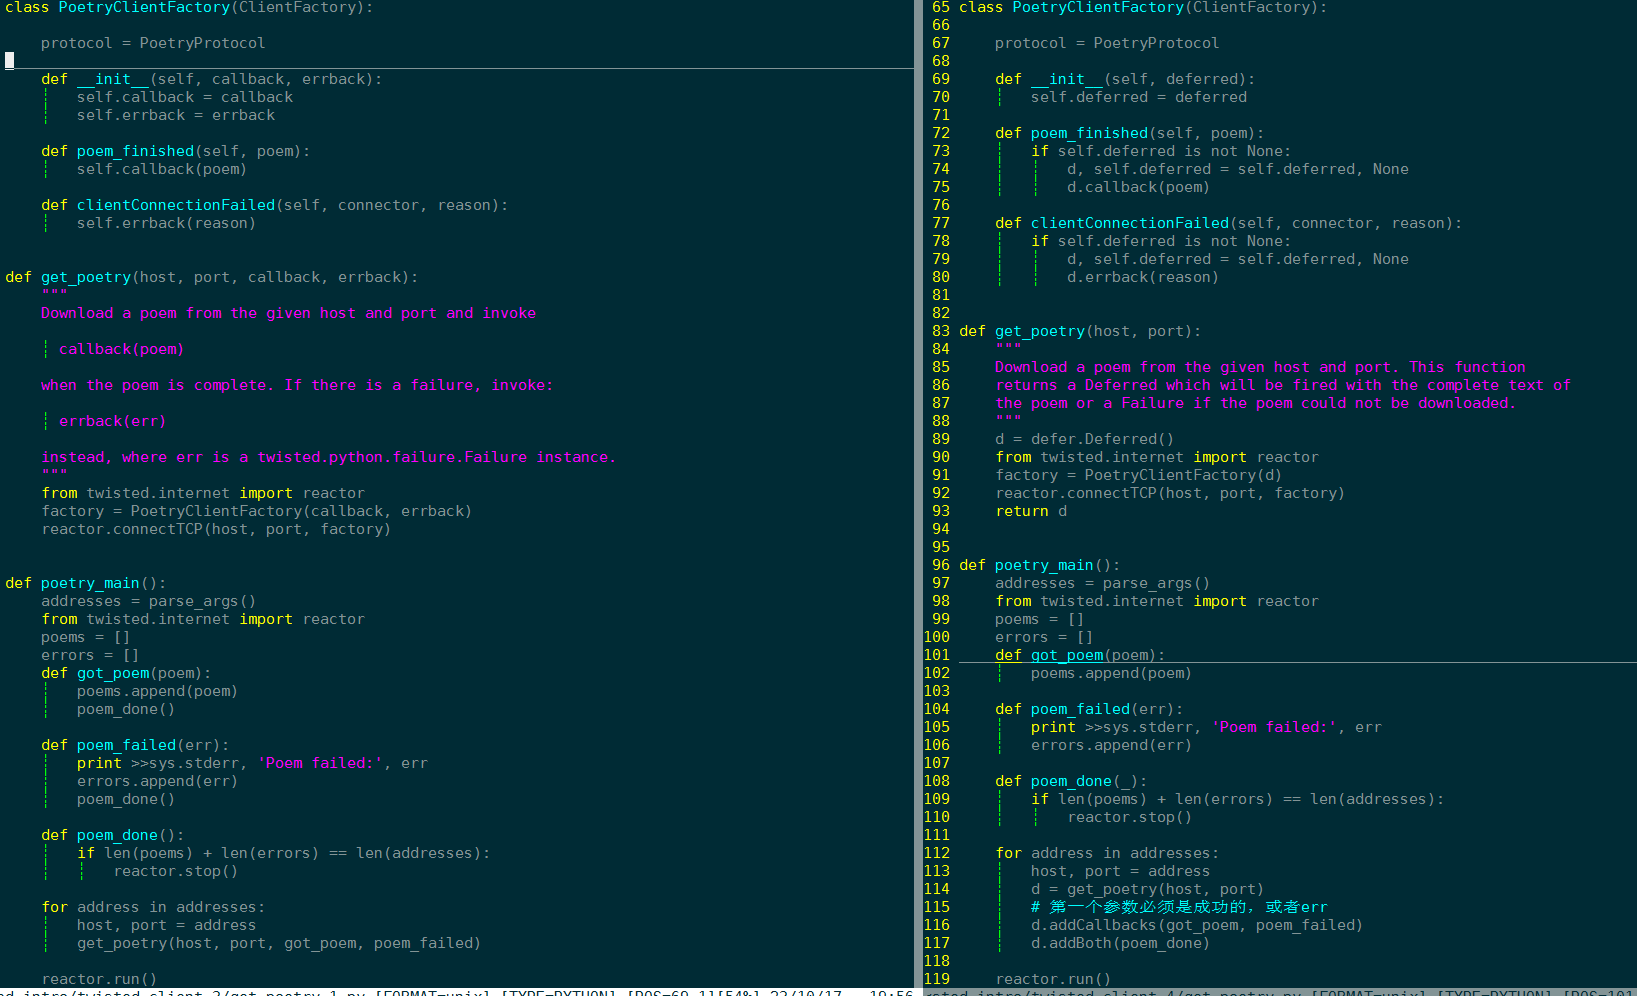 class PoetryClientFactory(ClientFactory):
    protocol = PoetryProtocol
    def __init__(self, callback, errback):
        self.callback = callback
        self.errback = errback
    def poem_finished(self, poem):
        self.callback(poem)
    def clientConnectionFailed(self, connector, reason):
        self.errback(reason)
def get_poetry(host, port, callback, errback):
    """
    Download a poem from the given host and port and invoke
      callback(poem)
    when the poem is complete. If there is a failure, invoke:
      errback(err)
    instead, where err is a twisted.python.failure.Failure instance.
    """
    from twisted.internet import reactor
    factory = PoetryClientFactory(callback, errback)
    reactor.connectTCP(host, port, factory)
def poetry_main():
    addresses = parse_args()
    from twisted.internet import reactor
    poems = []
    errors = []
    def got_poem(poem):
        poems.append(poem)
        poem_done()
    def poem_failed(err):
        print >>sys.stderr, 'Poem failed:', err
        errors.append(err)
        poem_done()
    def poem_done():
        if len(poems) + len(errors) == len(addresses):
            reactor.stop()
    for address in addresses:
        host, port = address
        get_poetry(host, port, got_poem, poem_failed)
    reactor.run()
65 class PoetryClientFactory(ClientFactory):
66
67     protocol = PoetryProtocol
68
69     def __init__(self, deferred):
70         self.deferred = deferred
71
72     def poem_finished(self, poem):
73         if self.deferred is not None:
74             d, self.deferred = self.deferred, None
75             d.callback(poem)
76
77     def clientConnectionFailed(self, connector, reason):
78         if self.deferred is not None:
79             d, self.deferred = self.deferred, None
80             d.errback(reason)
81
82
83 def get_poetry(host, port):
84     """
85     Download a poem from the given host and port. This function
86     returns a Deferred which will be fired with the complete text of
87     the poem or a Failure if the poem could not be downloaded.
88     """
89     d = defer.Deferred()
90     from twisted.internet import reactor
91     factory = PoetryClientFactory(d)
92     reactor.connectTCP(host, port, factory)
93     return d
94
95
96 def poetry_main():
97     addresses = parse_args()
98     from twisted.internet import reactor
99     poems = []
100     errors = []
101     def got_poem(poem):
102         poems.append(poem)
103
104     def poem_failed(err):
105         print >>sys.stderr, 'Poem failed:', err
106         errors.append(err)
107
108     def poem_done(_):
109         if len(poems) + len(errors) == len(addresses):
110             reactor.stop()
111
112     for address in addresses:
113         host, port = address
114         d = get_poetry(host, port)
115         # 第一个参数必须是成功的，或者err
116         d.addCallbacks(got_poem, poem_failed)
117         d.addBoth(poem_done)
118
119     reactor.run()